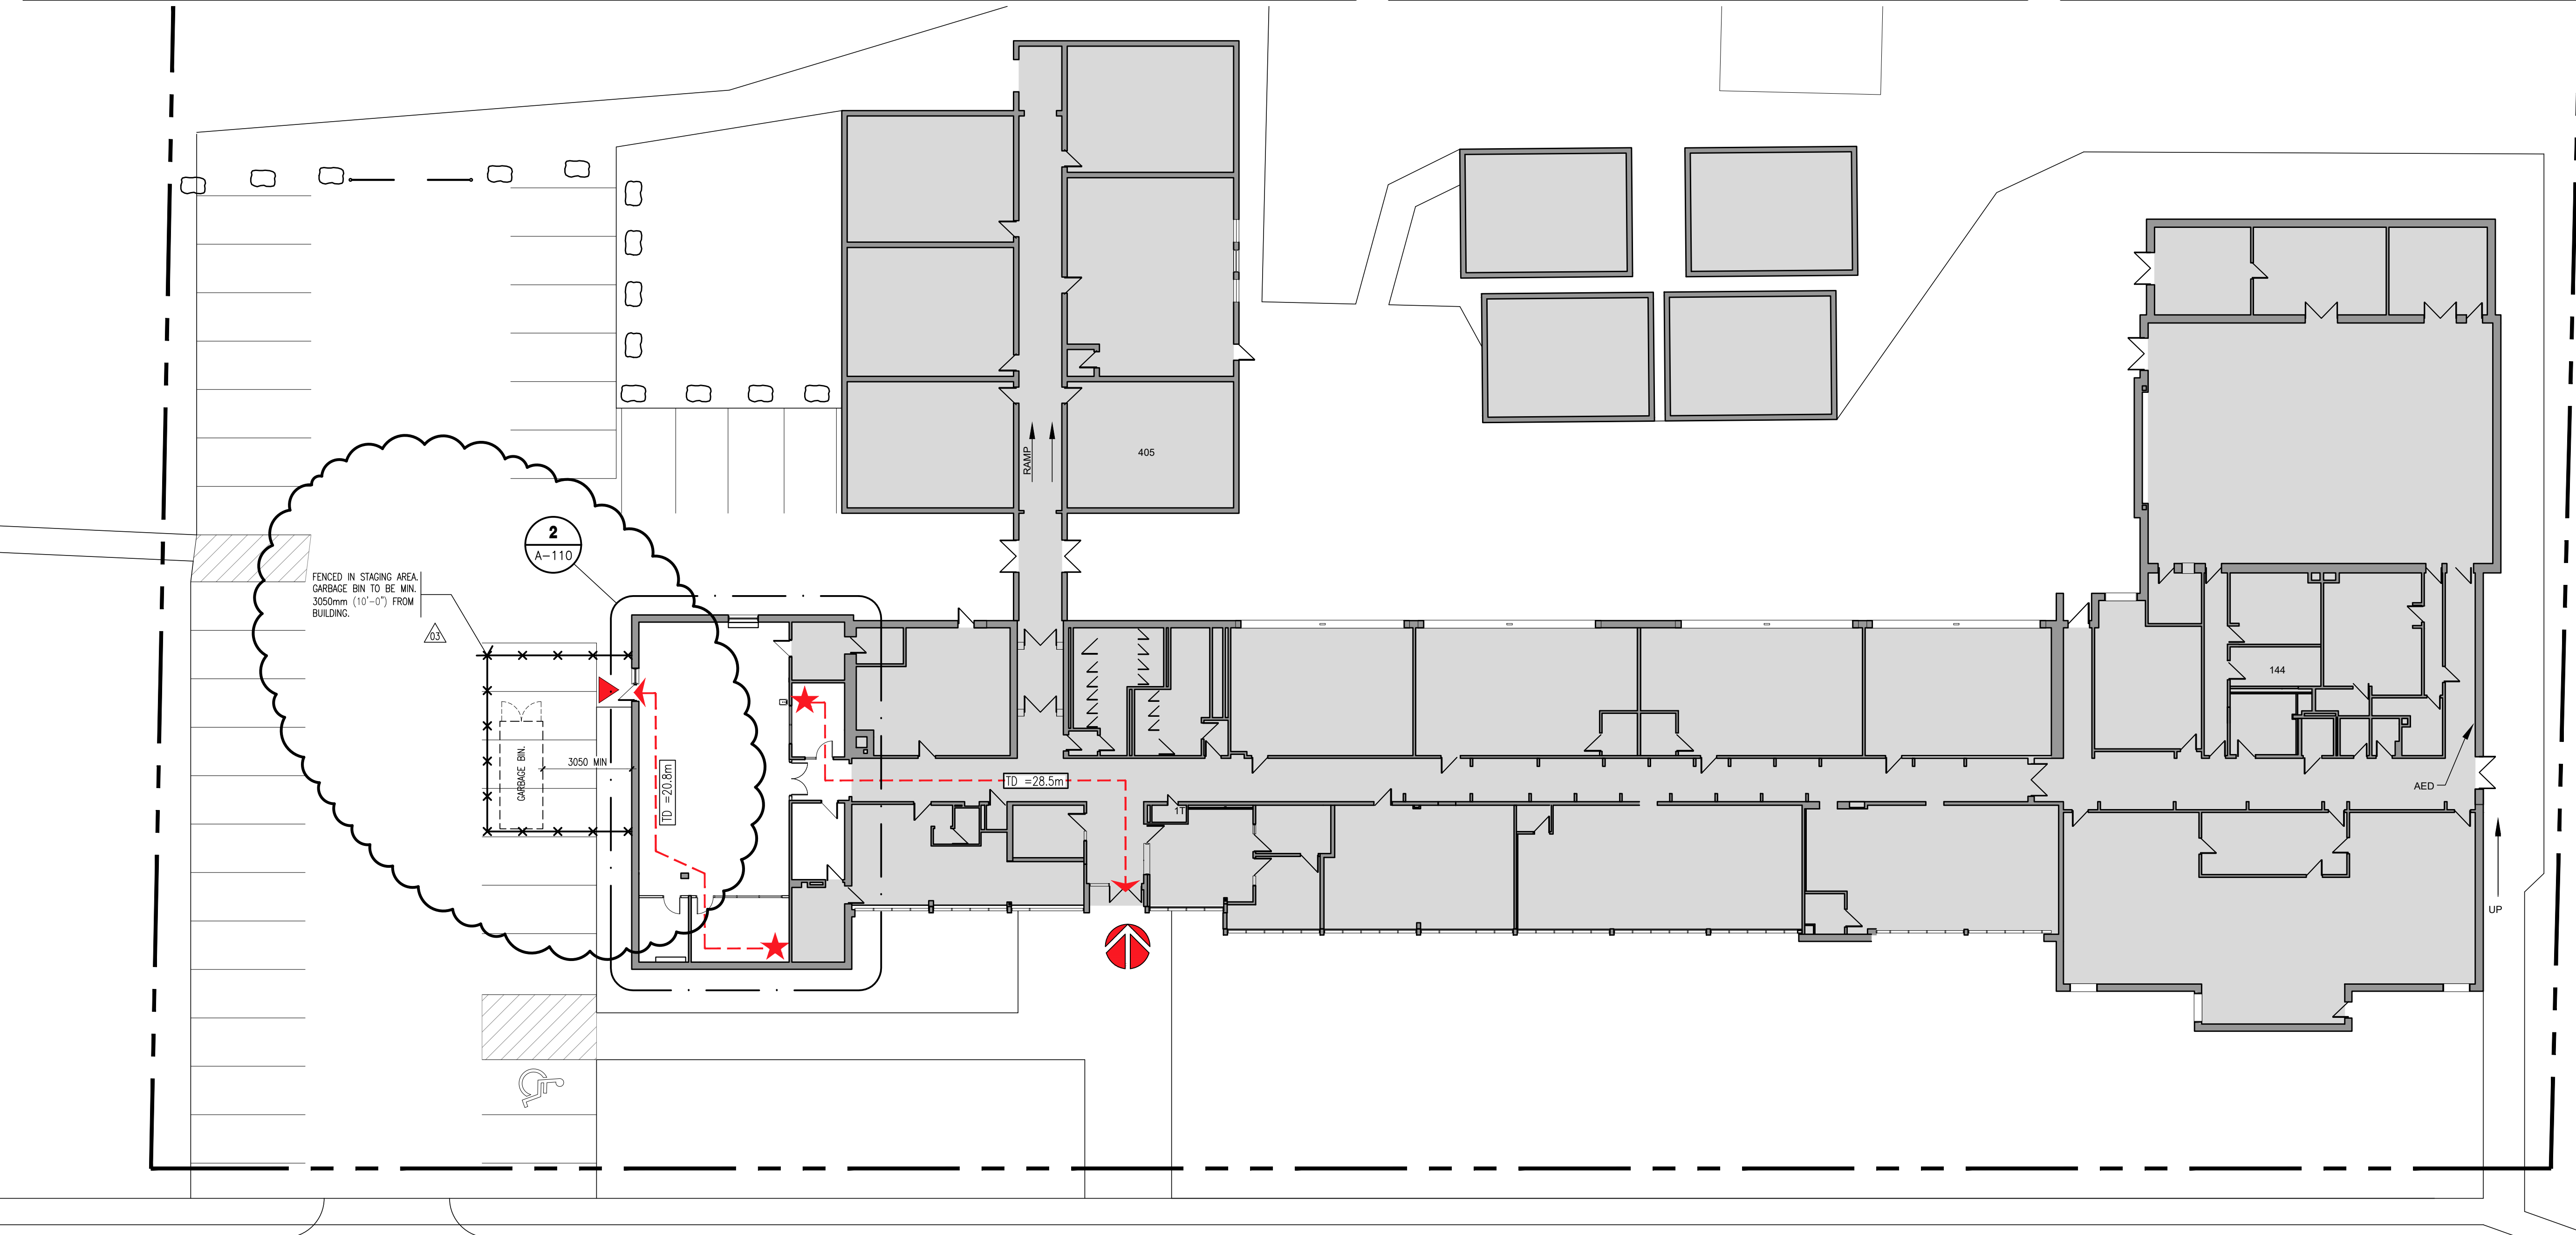 405
RAMP
2
A-110
FENCED IN STAGING AREA.
GARBAGE BIN TO BE MIN.
3050mm (10'-0") FROM
BUILDING.
03
144
GARBAGE BIN.
3050 MIN
TD =20.8m
TD =28.5m
AED
UP